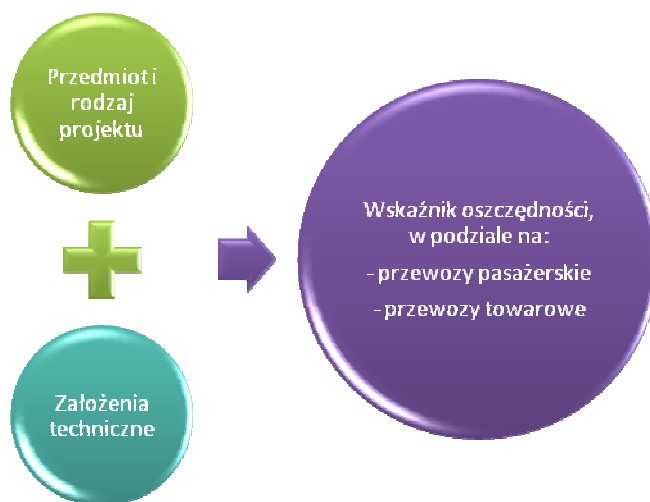 Przedmiot i
rodzaj
projektu
Założenia
techniczne
Wskaźnik oszczędności,
w podziale na:
- przewozy pasażerskie
- przewozy towarowe